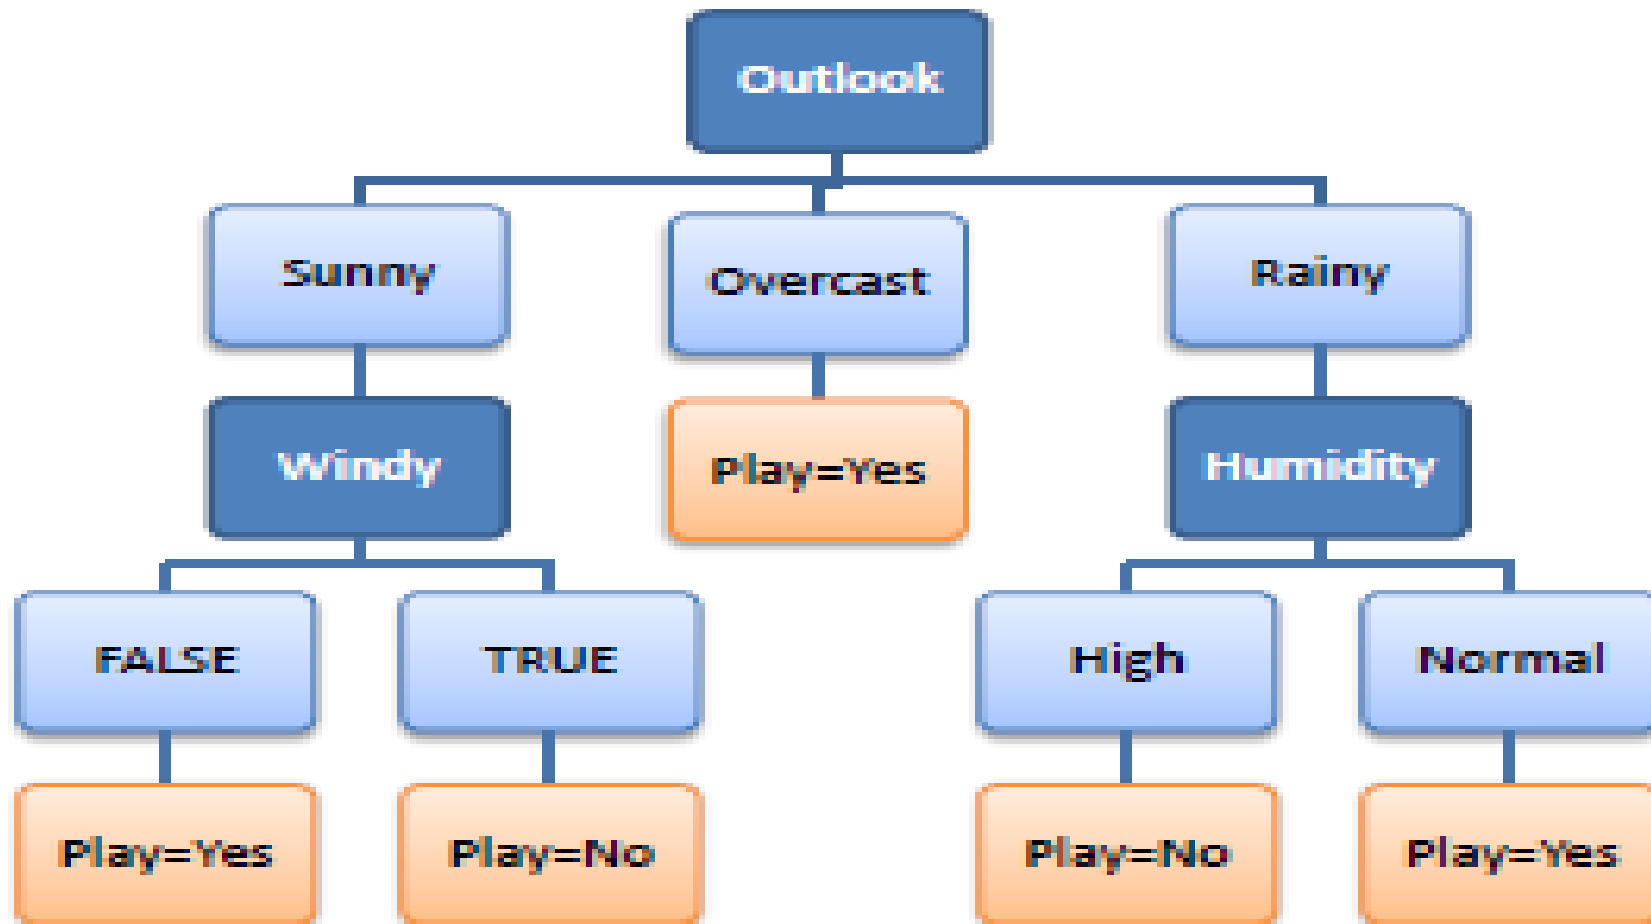 Outlook
Sunny
Overcast
Rainy
Windy
Play=Yes
Humidity
FALSE
TRUE
High
Normal
Play=Yes
Play=No
Play=No
Play=Yes